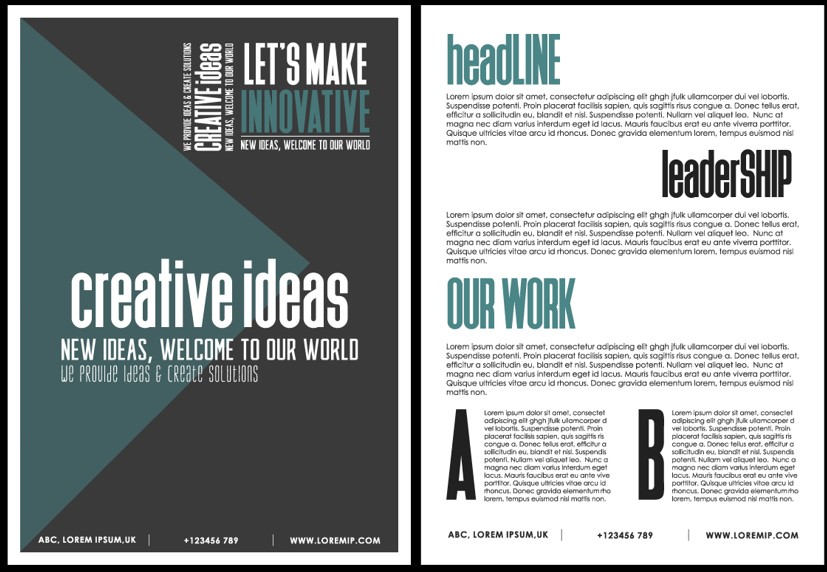 WE PROVIDE IDEAS & CREATE SOLUTIONS
CREATIVE ideas
NEW IDEAS, WELCOME TO OUR WORLD
LET'S MAKE
INNOVATIVE
NEW IDEAS, WELCOME TO OUR WORLD
creative ideas
NEW IDEAS, WELCOME TO OUR WORLD
We PROVIDE IDeas & CReate SOLUTIONS
ABC, LOREM IPSUM,UK
+123456 789
WWW.LOREMIP.COM
headLINE
Lorem ipsum dolor sit amet, consectetur adipiscing elit ghgh jfulk ullamcorper dui vel lobortis.
Suspendisse potenti. Proin placerat facilisis sapien, quis sagittis risus congue a. Donec tellus erat,
efficitur a sollicitudin eu, blandit et nisl. Suspendisse potenti. Nullam vel aliquet leo. Nunc at
magna nec diam varius interdum eget id lacus. Mauris faucibus erat eu ante viverra porttitor.
Quisque ultricies vitae arcu id rhoncus. Donec gravida elementum lorem, tempus euismod nisl
mattis non.
leaderSHIP
Lorem ipsum dolor sit amet, consectetur adipiscing elit ghgh jfulk ullamcorper dui vel lobortis.
Suspendisse potenti. Proin placerat facilisis sapien, quis sagittis risus congue a. Donec tellus erat,
efficitur a sollicitudin eu, blandit et nisl. Suspendisse potenti. Nullam vel aliquet leo. Nunc at
magna nec diam varius interdum eget id lacus. Mauris faucibus erat eu ante viverra porttitor.
Quisque ultricies vitae arcu id rhoncus. Donec gravida elementum lorem, tempus euismod nisl
mattis non.
OUR WORK
Lorem ipsum dolor sit amet, consectetur adipiscing elit ghgh jfulk ullamcorper dui vel lobortis.
Suspendisse potenti. Proin placerat facilisis sapien, quis sagittis risus congue a. Donec tellus erat,
efficitur a sollicitudin eu, blandit et nisl. Suspendisse potenti. Nullam vel aliquet leo. Nunc at
magna nec diam varius interdum eget id lacus. Mauris faucibus erat eu ante viverra porttitor.
Quisque ultricies vitae arcu id rhoncus. Donec gravida elementum lorem, tempus euismod nisl
mattis non.
A
Lorem ipsum dolor sit amet, consectet
adipiscing elit ghgh jfulk ullamcorper d
vel lobortis. Suspendisse potenti. Proin
placerat facilisis sapien, quis sagittis ris
congue a. Donec tellus erat, efficitur a
sollicitudin eu, blandit et nisl. Suspendis
potenti. Nullam vel aliquet leo. Nunc a
magna nec diam varius interdum eget
lacus. Mauris faucibus erat eu ante vive
porttitor. Quisque ultricies vitae arcu id
rhoncus. Donec gravida elementum rho
lorem, tempus euismod nisl mattis non.
B
Lorem ipsum dolor sit amet, consectet
adipiscing elit ghgh jfulk ullamcorper d
vel lobortis. Suspendisse potenti. Proin
placerat facilisis sapien, quis sagittis ris
congue a. Donec tellus erat, efficitur a
sollicitudin eu, blandit et nisl. Suspendis
potenti. Nullam vel aliquet leo. Nunc a
magna nec diam varius interdum eget
lacus. Mauris faucibus erat eu ante vive
porttitor. Quisque ultricies vitae arcu id
rhoncus. Donec gravida elementum rho
lorem, tempus euismod nisl mattis non.
ABC, LOREM IPSUM,UK
+123456 789
WWW.LOREMIP.COM